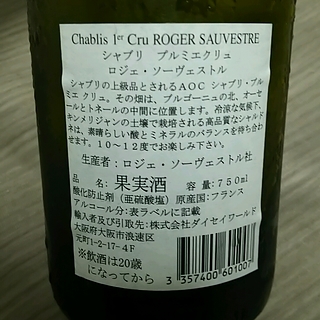 Chablis 1er Cru ROGER SAUVESTRE
シャブリ プルミエクリュ
ロジェ・ソーヴェストル
シャブリの上級品とされるAOC シャブリ・プル
ミエ クリュ。その畑は、ブルゴーニュの北、オーセ
ールとトネールの中間に位置します。冷涼な気候下、
キンメリジャンの土壌で栽培される高品質なシャルド
ネは、素晴らしい酸とミネラルのバランスを持ち合わ
せます。10~12度でお楽しみ下さい。
生産者：ロジェ・ソーヴェストル社
品名：果実酒 容量：750ml
酸化防止剤（亜硫酸塩）原産国：フランス
アルコール分：表ラベルに記載
輸入者及び引取先：株式会社ダイセイワールド
大阪府大阪市浪速区
元町1-2-17-4F
※飲酒は20歳
になってから
3 357400 601001